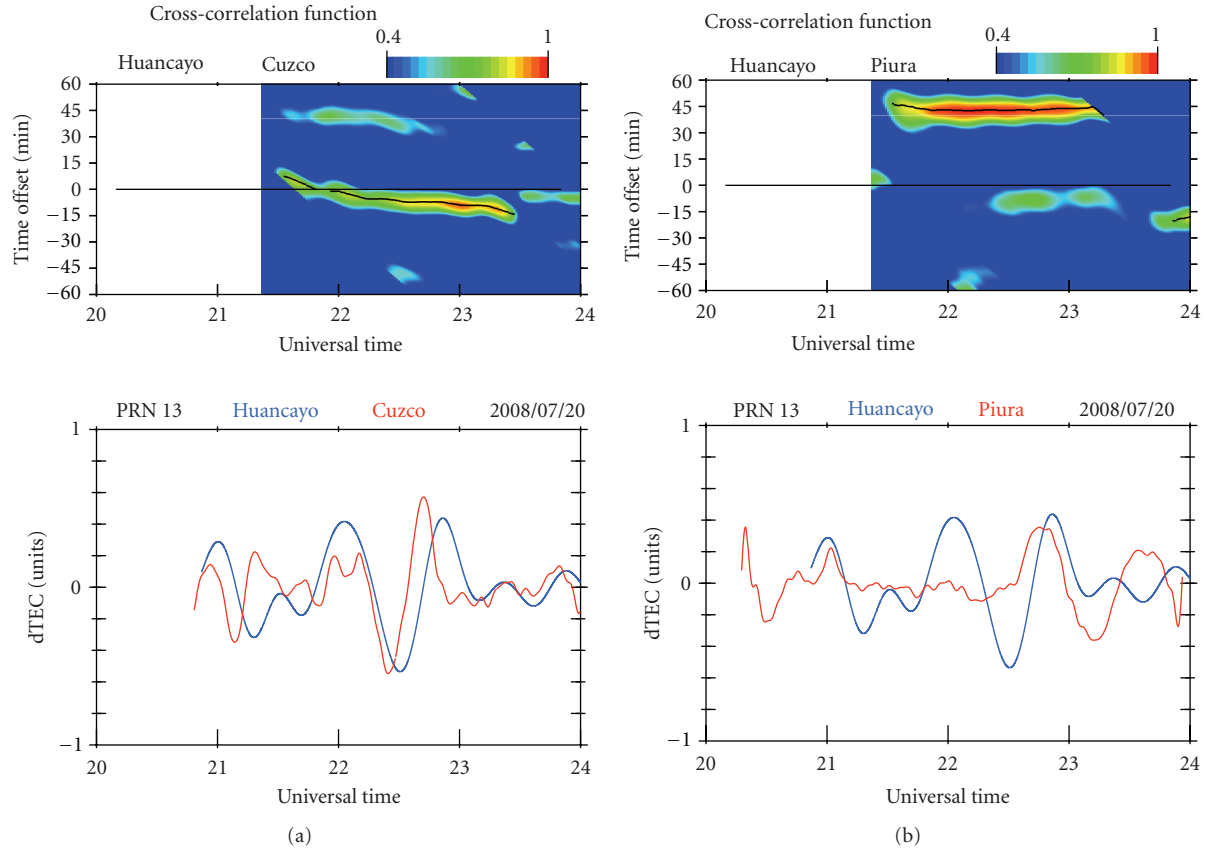 Cross-correlation function
0.4 1
Huancayo Cuzco
60
45
30
15
0
−15
−30
−45
−60
Time offset (min)
20 21 22 23 24
Universal time
PRN 13 Huancayo Cuzco 2008/07/20
1
0
−1
dTEC (units)
20 21 22 23 24
Universal time
(a)
Cross-correlation function
0.4 1
Huancayo Piura
60
45
30
15
0
−15
−30
−45
−60
Time offset (min)
20 21 22 23 24
Universal time
PRN 13 Huancayo Piura 2008/07/20
1
0
−1
dTEC (units)
20 21 22 23 24
Universal time
(b)